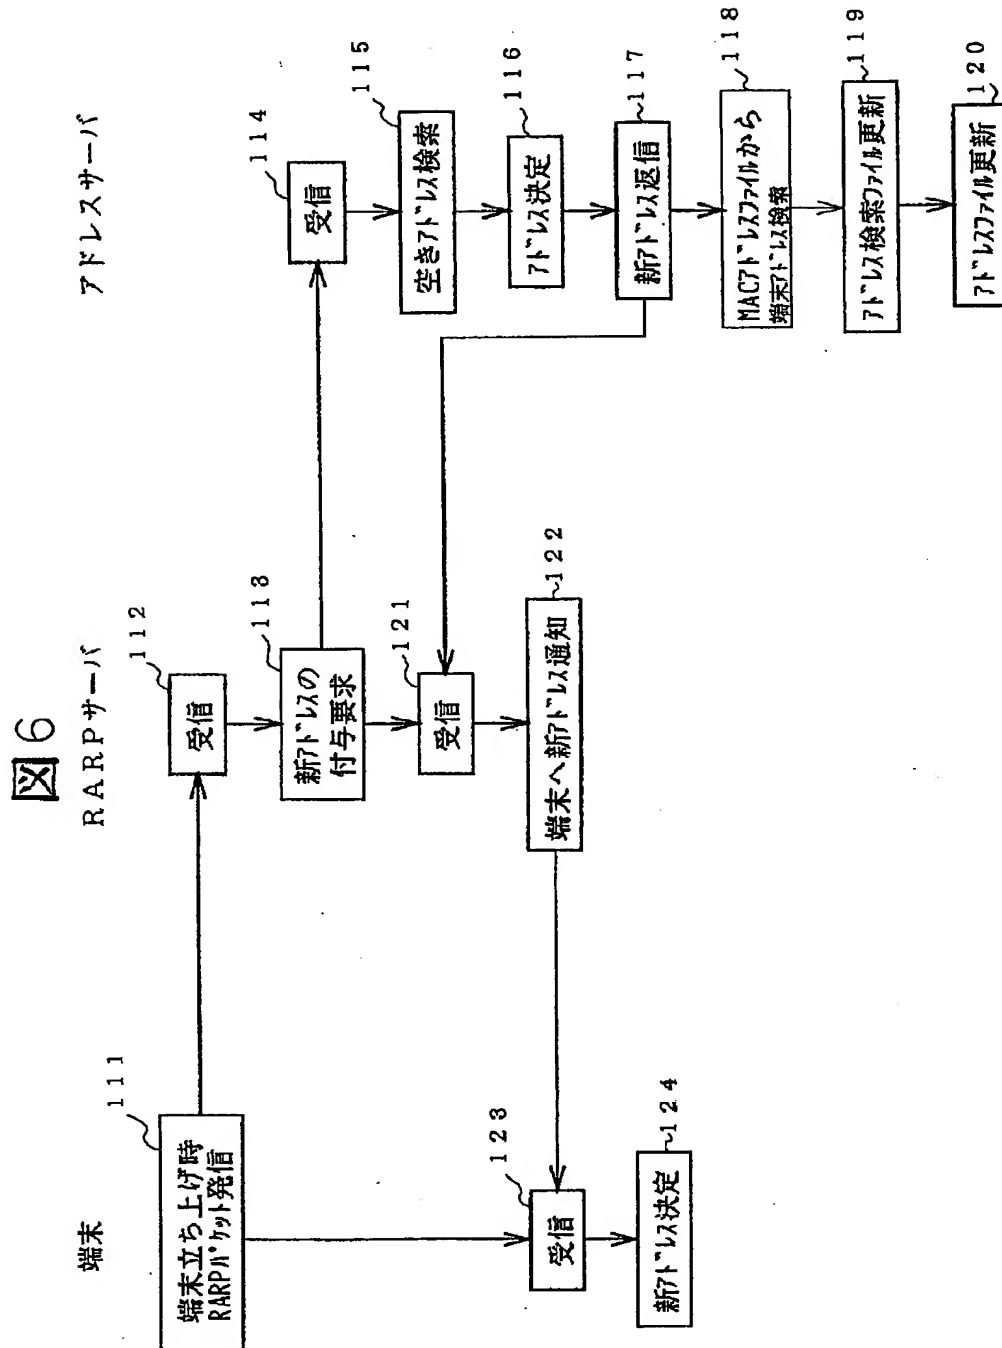 図6
端末
RARPサーバ
アドレスサーバ
111
端末立ち上げ時
RARPパケット発信
112
受信
113
新アドレスの
付与要求
114
受信
115
空きアドレス検索
116
アドレス決定
117
新アドレス返信
118
MACアドレスファイルから
端末アドレス検索
119
アドレス検索ファイル更新
120
アドレスファイル更新
121
受信
122
端末へ新アドレス通知
123
受信
124
新アドレス決定